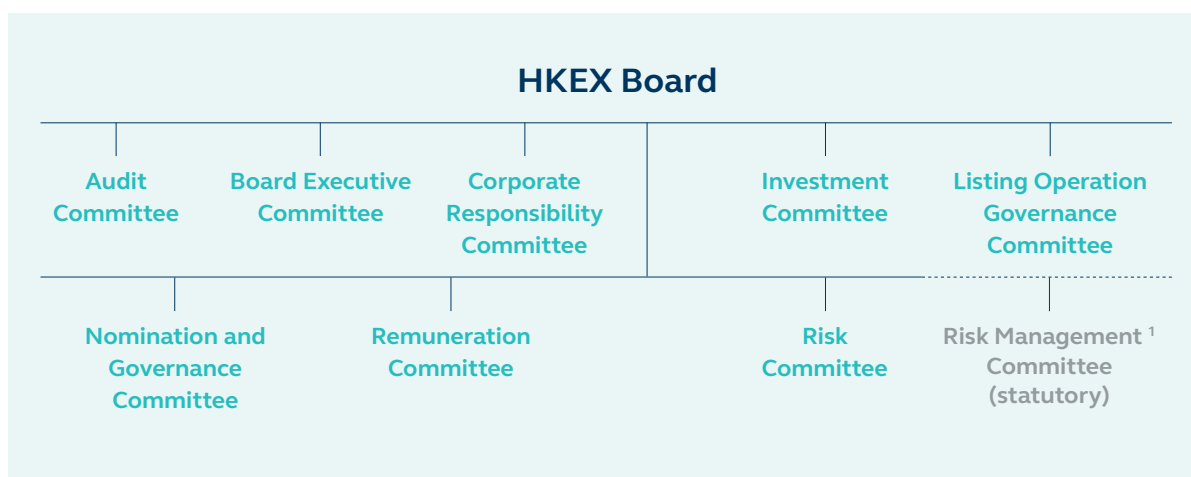 HKEX Board
Audit
Committee
Board Executive
Committee
Corporate
Responsibility
Committee
Investment
Committee
Listing Operation
Governance
Committee
Nomination and
Governance
Committee
Remuneration
Committee
Risk
Committee
Risk Management ¹
Committee
(statutory)